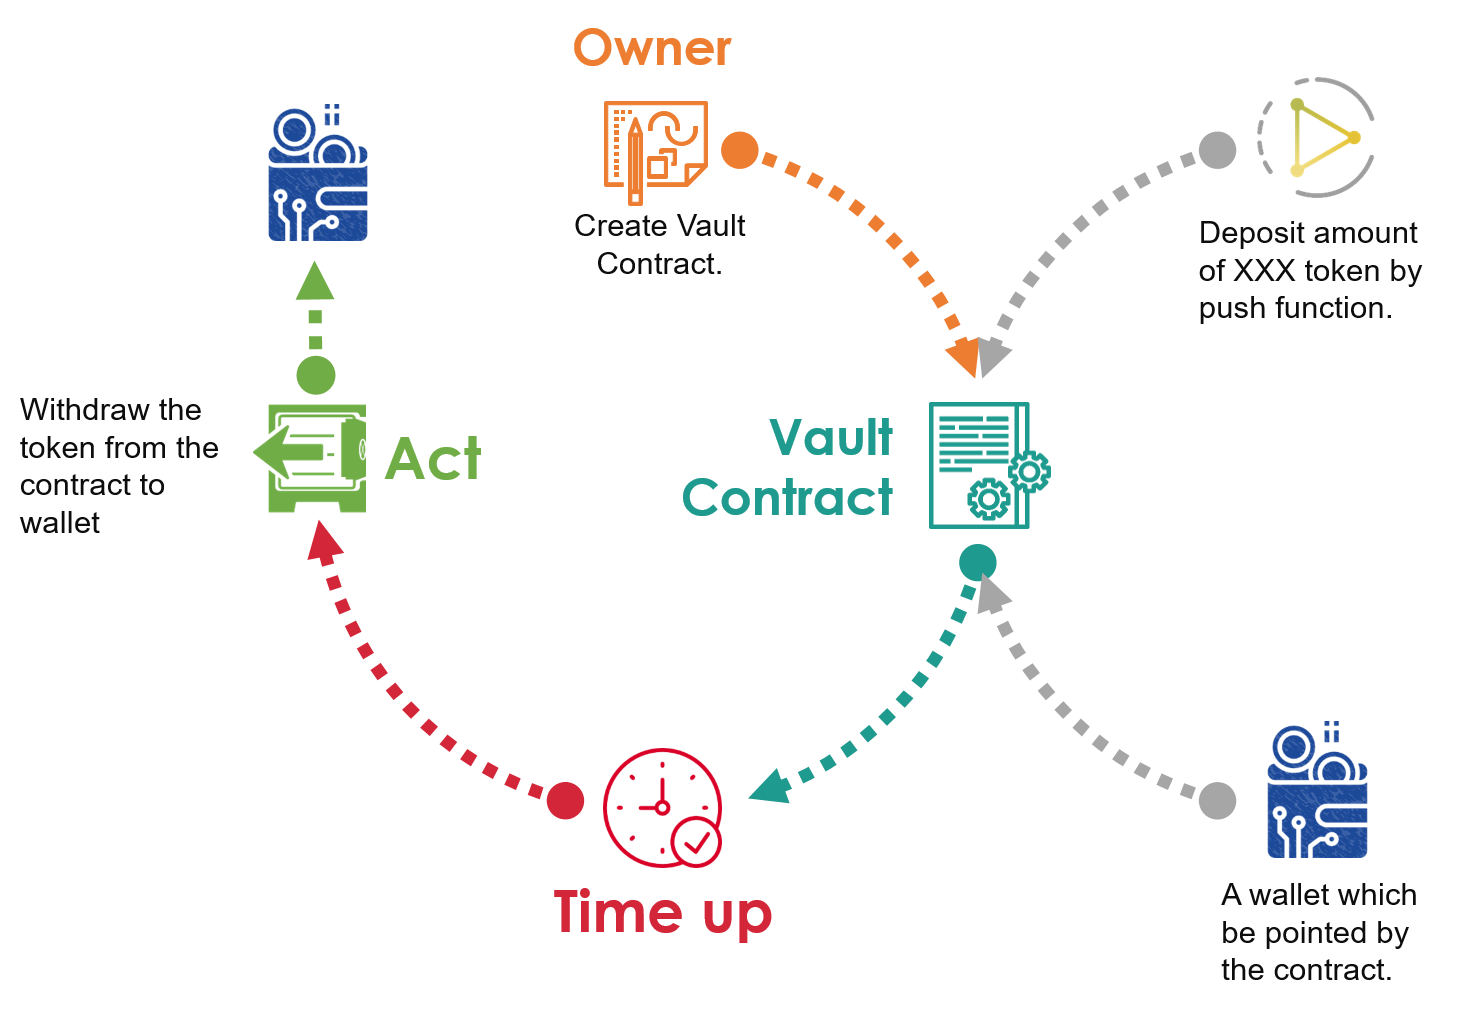 Owner
Create Vault
Contract.
Deposit amount
of XXX token by
push function.
Withdraw the
token from the
contract to
wallet
Act
Vault
Contract
Time up
A wallet which
be pointed by
the contract.